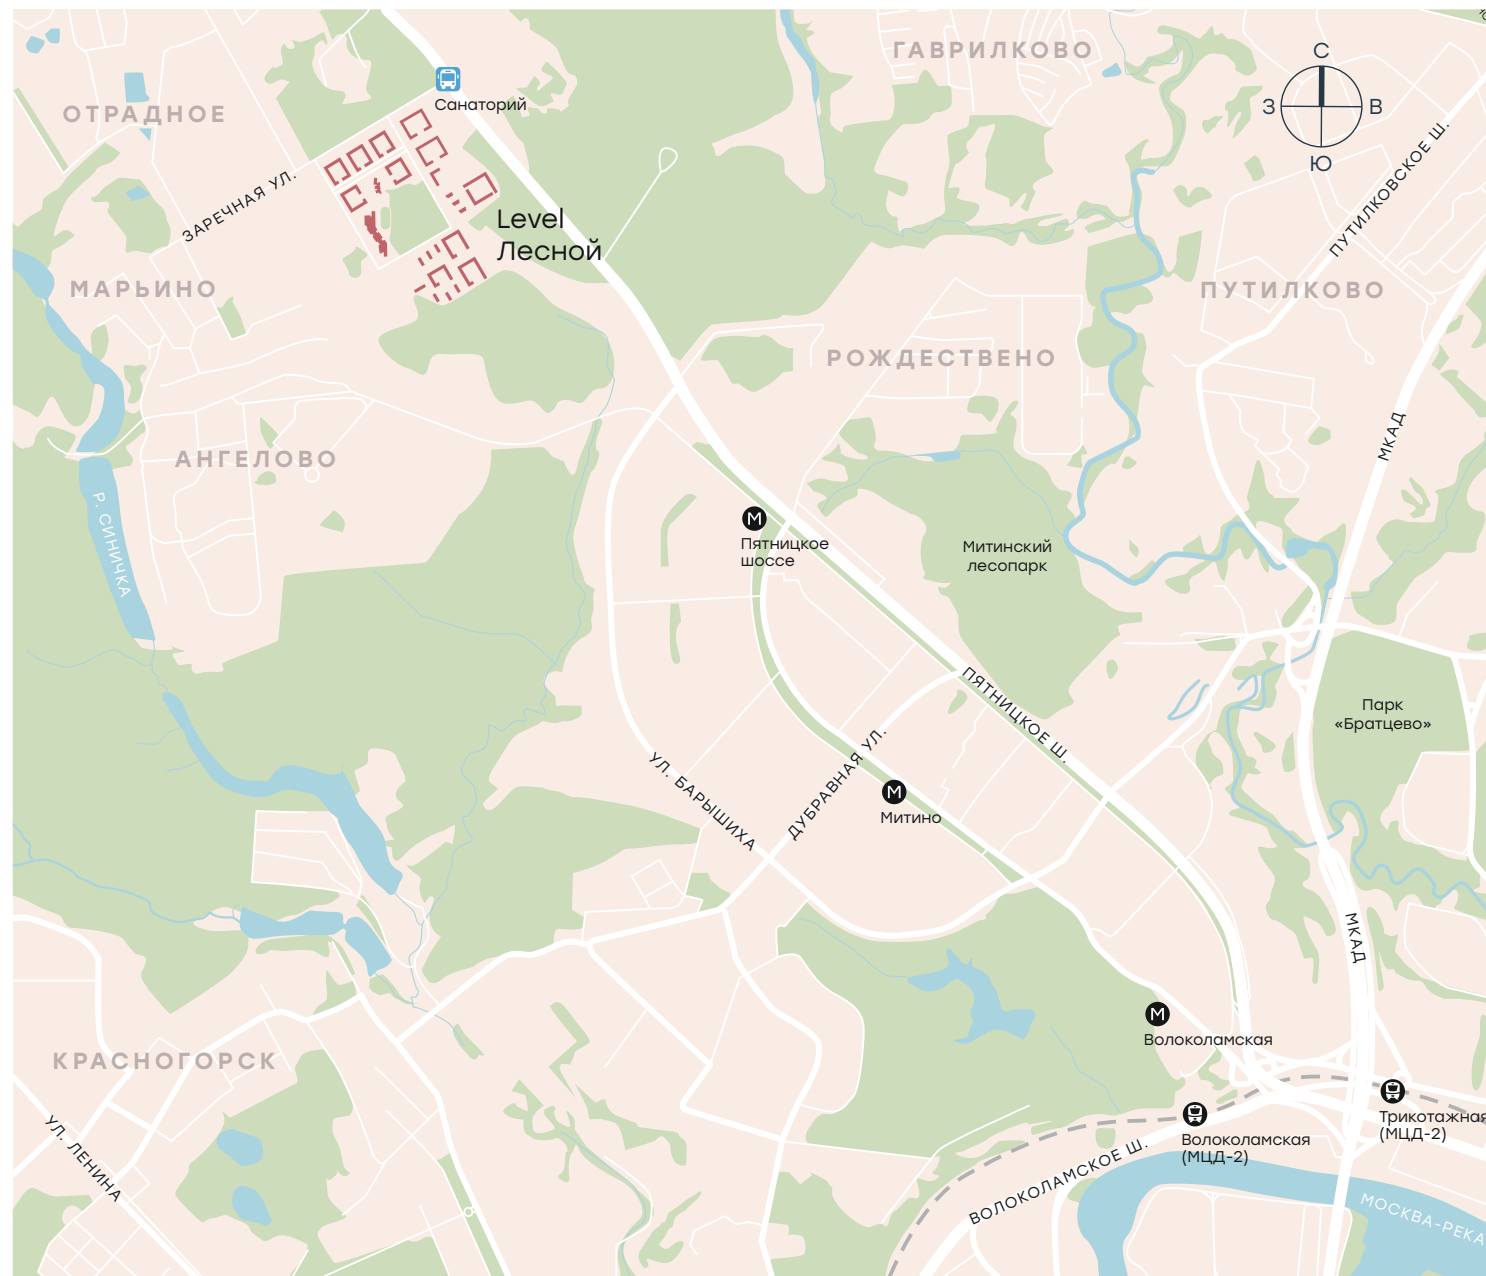 ГАВРИЛКОВО
С
З
В
Ю
Санаторий
ОТРАДНОЕ
ЗАРЕЧНАЯ УЛ.
ПУТИЛКОВСКОЕ Ш.
Level
Лесной
МАРЬИНО
ПУТИЛКОВО
РОЖДЕСТВЕНО
МКАД
АНГЕЛОВО
Р. СИНИЧКА
М
Пятницкое
шоссе
Митинский
лесопарк
ПЯТНИЦКОЕ Ш.
Парк
«Братцево»
УЛ. БАРЫШИХА
ДУБРАВНАЯ УЛ.
М
Митино
МКАД
М
Волоколамская
КРАСНОГОРСК
Трикотажная
(МЦД-2)
Волоколамская
(МЦД-2)
УЛ. ЛЕНИНА
ВОЛОКОЛАМСКОЕ Ш.
МОСКВА-РЕКА